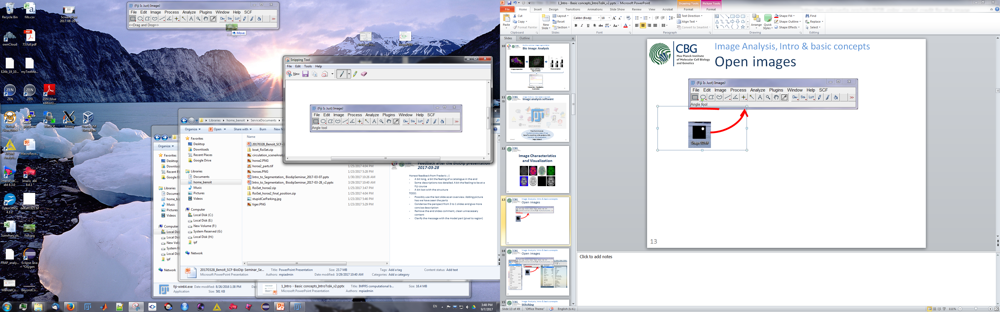 Recycle Bin
fills.csv
Screen Shot
2017-08-29 ...
ownCloud
73.full.pdf
E24b_19_10...
myTestMa...
ZEN
ZEN
ZEN (blue
edition)...
Virtual
CloneDrive
putty.exe
WinSCP
Xming
Oracle VM
VirtualBox
KNIME
Analyti...
MacroReco...
ImarisFileC...
x64 8.3.0
Imaris x64
8.4.1
OpenOffice
4.1.2
deltaROI21.tif
Summary.xls
fish.jpg
FRAP_analy...
Eclipse Java
Oxygen
ManualCo...
BeyondCo...
(Fiji Is Just) ImageJ
File Edit Image Process Analyze Plugins Window Help SCF
Dev Stk LUT >>
<<Drag and Drop>>
Move
choices_fro...
loop.PNG
Snipping Tool
File Edit Tools Help
New
(Fiji Is Just) ImageJ
File Edit Image Process Analyze Plugins Window Help SCF
Dev Stk LUT >>
Angle tool
Libraries home_benoit ServiceDocuments
Organize Open Share with Burn New fo
Favorites
Desktop
Downloads
Recent Places
Google Drive
Libraries
Documents
home_benoit
Music
Pictures
Videos
Computer
Local Disk (C:)
Local Disk (E:)
New Volume (F:)
System Reserved (G:)
Local Disk (H:)
ipf
Network
Name
20170328_Benoit_SCF-
boat_RoiSet.zip
circulation_sceneAnaly
horse2.PNG
horse2_parts.tif 1/25/2017 4:04 PM
horses.PNG 1/23/2017 5:28 PM
Intro_to_Segmentation_ BiodipSeminar_2017-03-07.pptx 1/30/2017 10:26 AM
Intro_to_Segmentation_ BiodipSeminar_2017-03-28_v2.pptx 3/29/2017 10:40 AM
RoiSet_horse2.zip 1/25/2017 3:47 PM
RoiSet_horse2_final_position.zip 1/25/2017 4:04 PM
stupidCarParking.jpg 1/23/2017 5:46 PM
tiger.PNG 1/23/2017 5:29 PM
Feedback after the BioDip presentation
2017-03-28
Honest feedback from Frederic ;-)
- A bit long, a bit the feeling of a catalogue in the end
- Some descriptions too detailed. A bit the feeling to be at a
Fiji course
- A bit lost with the structure
TODO:
- Possibly use the last slide as an overview. Adding picture
has we have seen the parts
- Condense the perspect from 3 to 1 slides and give more
concise description
- Remove the end slides comment, clean unnecessary
content
- Clarify the message with the model part (pixel to region)
20170328_Benoit_SCF-BioDip Seminar_Se... Title: PowerPoint Presentation Size: 23.7 MB Tags: Add a tag Content status: Add text
Microsoft PowerPoint Presentation Authors: mpiadmin Date modified: 3/29/2017 10:40 AM Categories: Add a category
Organize
Favorites
Desktop
Downloa
Recent P
Google D
Libraries
Docume
home_b
Music
Pictures
Videos
Computer
Local Dis
Local Dis
New Vol
System F
Local Dis
ipf
Network
fiji-win64.exe Date modified: 8/26/2016 1:38 PM
Application Size: 581 KB
1_Intro - Basic concepts_IntroToIA_v2.pptx Title: IMPRS computational b... Size: 16.4 MB
Microsoft PowerPoint Presentation Authors: mpiadmin
EN
3:48 PM
9/7/2017
1_Intro - Basic concepts_IntroToIA_v2.pptx - Microsoft PowerPoint
Drawing Tools Picture Tools
File Home Insert Design Transitions Animations Slide Show Review View Acrobat Format Format
Paste
Cut
Copy
Format Painter
Clipboard
New
Slide
Layout
Reset
Section
Slides
Calibri (Body) 18
Font
Text Direction
Align Text
Convert to SmartArt
Paragraph
Arrange
Quick
Styles
Shape Fill
Shape Outline
Shape Effects
Drawing
Find
Replace
Select
Editing
Slides Outline
10
Bio Image Analysis
Image preparation
Characterisation
11
Image Analysis, Intro & basic concepts
Image analysis software
12
Image Characteristics
and Visualization
13
Image Analysis, Intro & basic concepts
Open images
14
Image Analysis, Intro & basic concepts
Open images
15
Image Analysis, Intro & basic concepts
Stitching
CBG
Max Planck Institute
of Molecular Cell Biology
and Genetics
Image Analysis, Intro & basic concepts
Open images
(Fiji Is Just) ImageJ
File Edit Image Process Analyze Plugins Window Help SCF
Dev Stk LUT >>
Angle tool
Shape3D.tif
13
Click to add notes
Slide 13 of 49 "Office Theme" English (U.K.) 111%